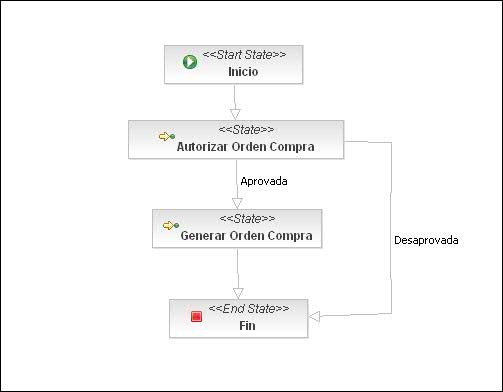 <<Start State>>
Inicio
<<State>>
Autorizar Orden Compra
Aprovada
<<State>>
Generar Orden Compra
Desaprovada
<<End State>>
Fin